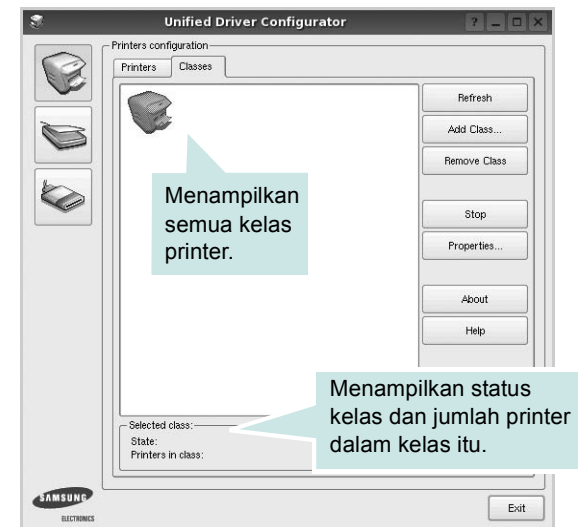 Unified Driver Configurator
Printers configuration
Printers
Classes
Refresh
Add Class...
Remove Class
Menampilkan
semua kelas
printer.
Stop
Properties...
About
Help
Menampilkan status
kelas dan jumlah printer
dalam kelas itu.
Selected class:
State:
Printers in class:
SAMSUNG
ELECTRONICS
Exit